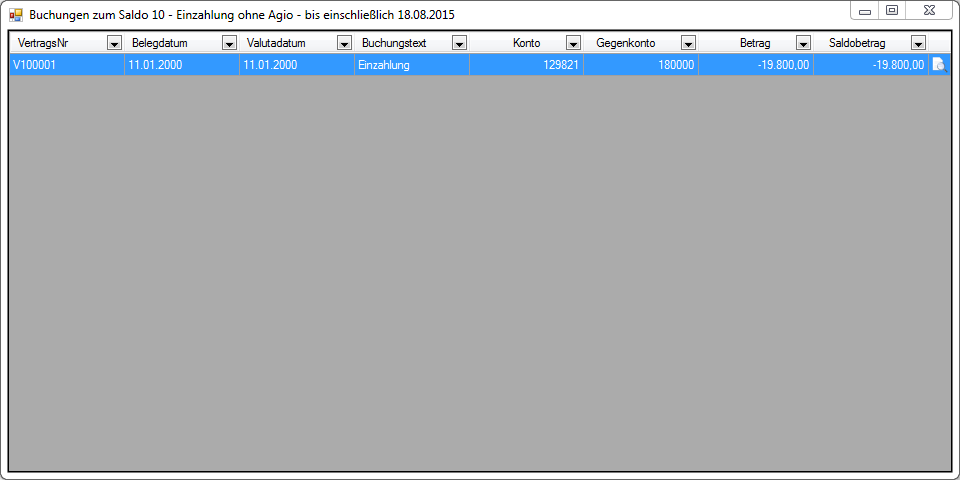 Buchungen zum Saldo 10 - Einzahlung ohne Agio - bis einschließlich 18.08.2015
VertragsNr Belegdatum Valutadatum Buchungstext Konto Gegenkonto Betrag Saldobetrag
V100001 11.01.2000 11.01.2000 Einzahlung 129821 180000 -19.800,00 -19.800,00